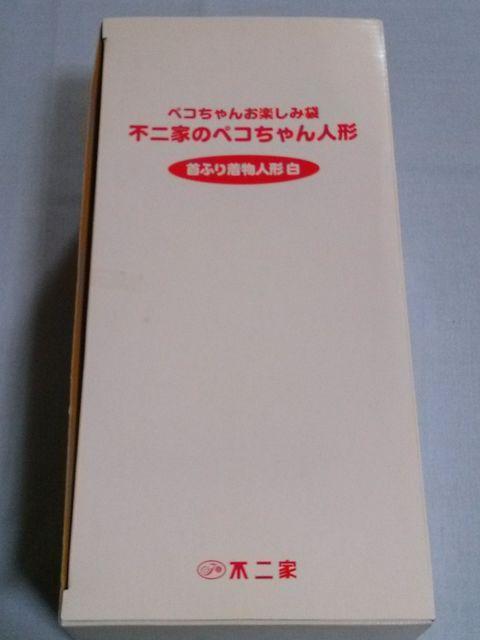 ペコちゃんお楽しみ袋
不二家のペコちゃん人形
首ふり着物人形 白
不二家